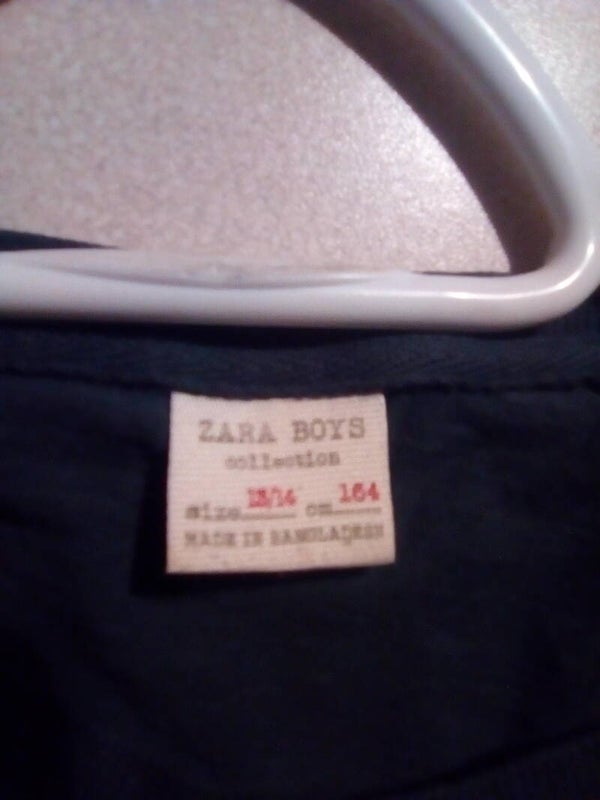 ZARA BOYS
collection
size 13/14 cm 164
MADE IN BANGLADESH